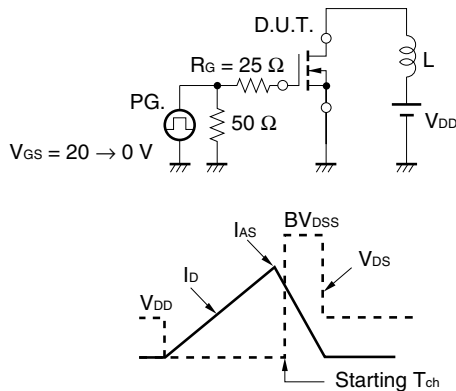 D.U.T.
RG = 25 Ω
L
PG.
50 Ω
VDD
VGS = 20 → 0 V
BVDSS
IAS
ID
VDS
VDD
Starting Tch